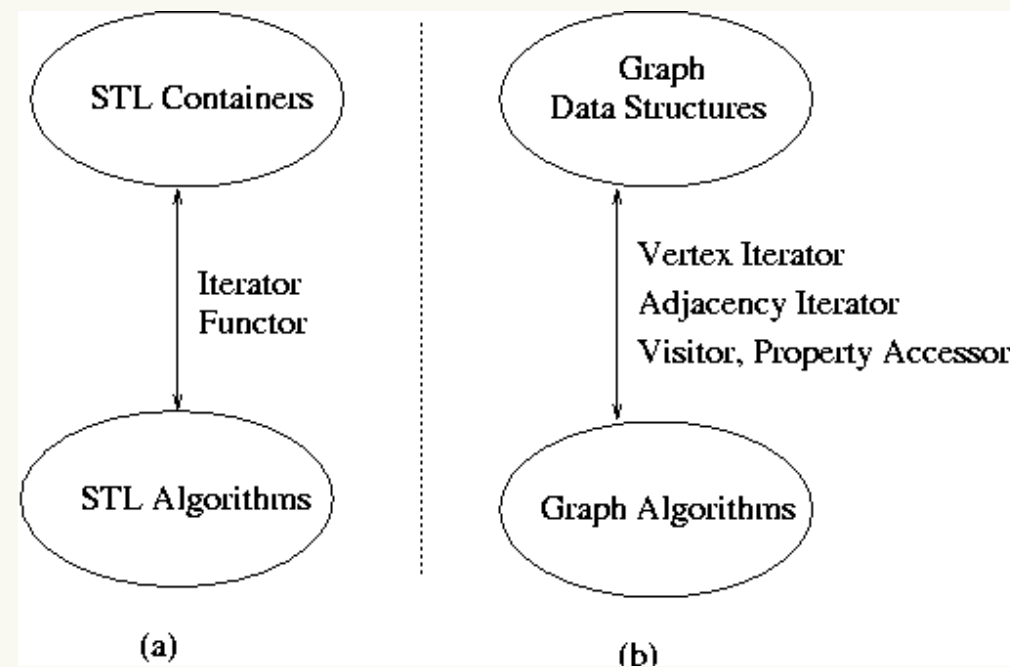 STL Containers
Iterator
Functor
STL Algorithms
(a)
Graph
Data Structures
Vertex Iterator
Adjacency Iterator
Visitor, Property Accessor
Graph Algorithms
(b)